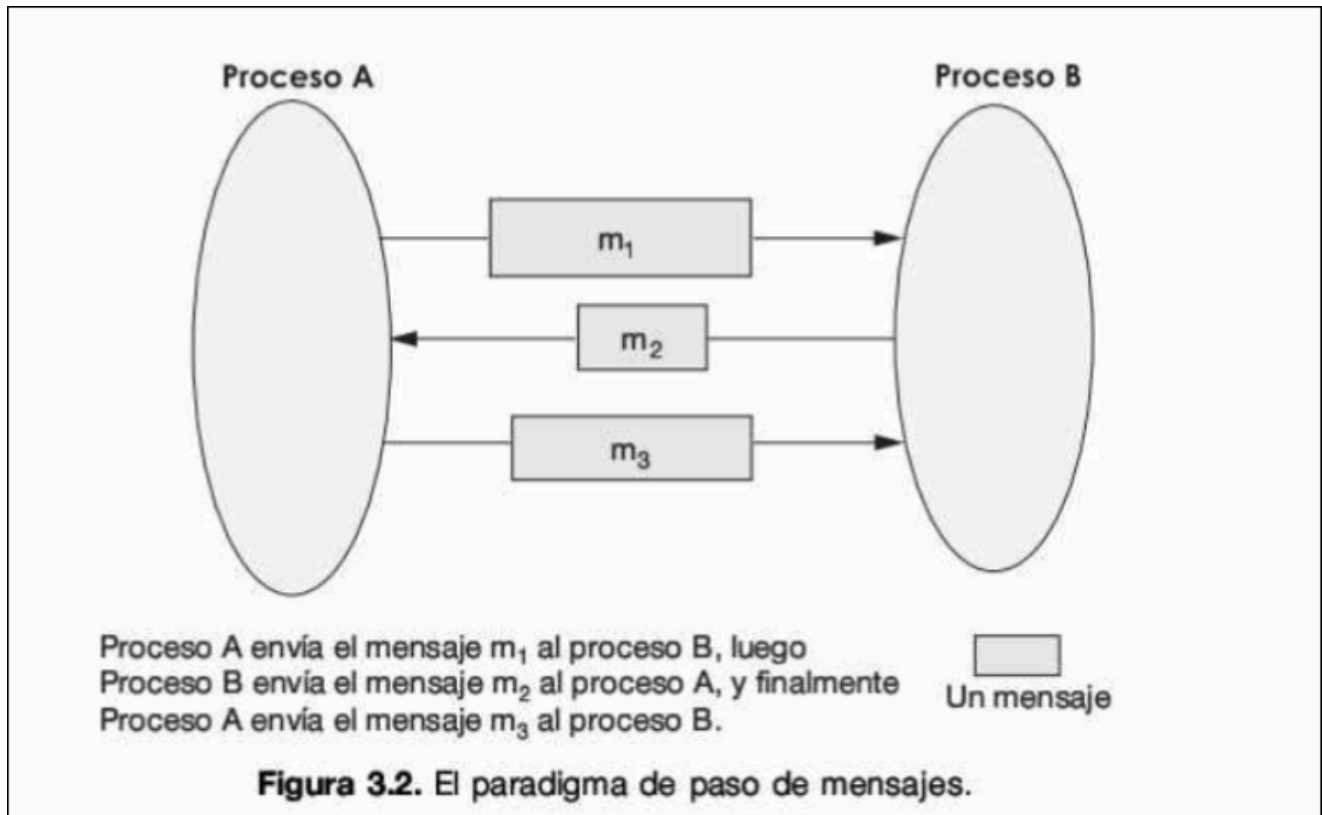 Proceso A
Proceso B
m₁
m₂
m₃
Proceso A envía el mensaje m₁ al proceso B, luego
Proceso B envía el mensaje m₂ al proceso A, y finalmente
Proceso A envía el mensaje m₃ al proceso B.
Un mensaje
Figura 3.2. El paradigma de paso de mensajes.